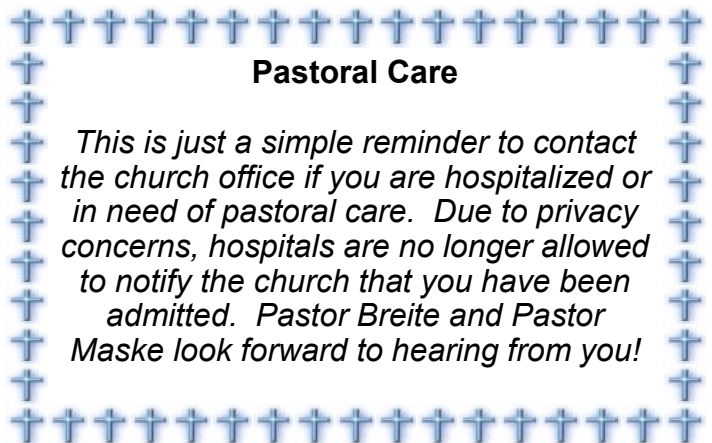 Pastoral Care
This is just a simple reminder to contact
the church office if you are hospitalized or
in need of pastoral care.  Due to privacy
concerns, hospitals are no longer allowed
to notify the church that you have been
admitted.  Pastor Breite and Pastor
Maske look forward to hearing from you!